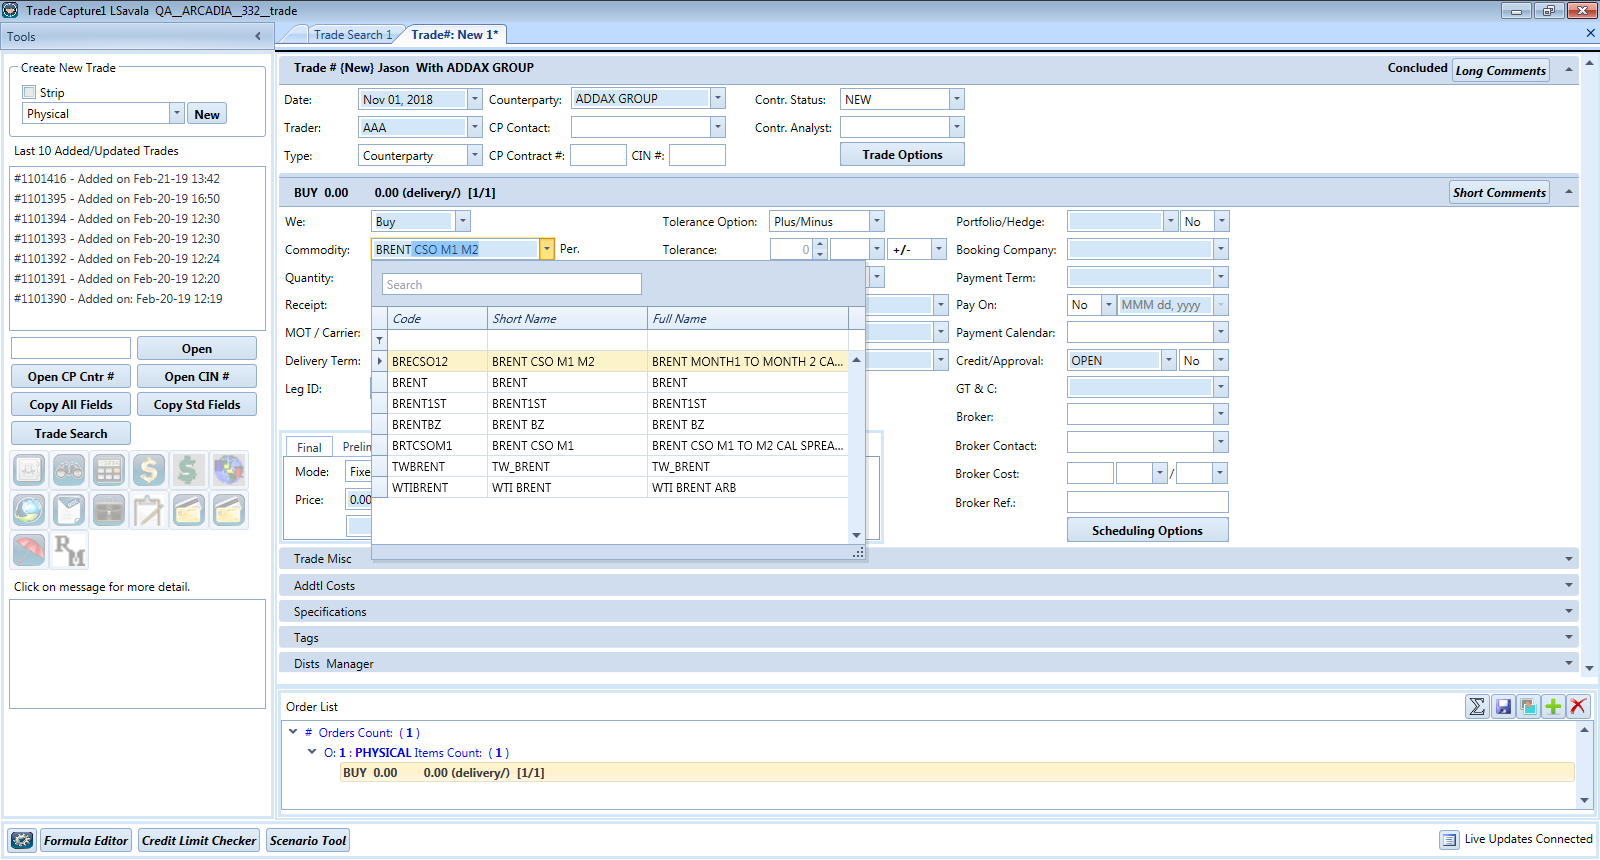 Trade Capture1 LSavala  QA__ARCADIA__332__trade
Tools
Trade Search 1
Trade#: New 1*
Create New Trade
Strip
Physical
New
Last 10 Added/Updated Trades
#1101416 - Added on Feb-21-19 13:42
#1101395 - Added on Feb-20-19 16:50
#1101394 - Added on Feb-20-19 12:30
#1101393 - Added on Feb-20-19 12:30
#1101392 - Added on Feb-20-19 12:24
#1101391 - Added on Feb-20-19 12:20
#1101390 - Added on: Feb-20-19 12:19
Open
Open CP Cntr # Open CIN #
Copy All Fields Copy Std Fields
Trade Search
RM
Click on message for more detail.
Trade # {New} Jason  With ADDAX GROUP Concluded Long Comments
Date: Nov 01, 2018 Counterparty: ADDAX GROUP Contr. Status: NEW
Trader: AAA CP Contact: Contr. Analyst:
Type: Counterparty CP Contract #: CIN #: Trade Options
BUY  0.00 0.00 (delivery/)  [1/1] Short Comments
We: Buy Tolerance Option: Plus/Minus Portfolio/Hedge: No
Commodity: BRENT CSO M1 M2 Per. Tolerance: 0 +/- Booking Company:
Quantity: Payment Term:
Receipt: Pay On: No MMM dd, yyyy
MOT / Carrier: Payment Calendar:
Delivery Term: Credit/Approval: OPEN No
Leg ID: GT & C:
Broker:
Broker Contact:
Broker Cost: /
Broker Ref.:
Scheduling Options
Search
Code Short Name Full Name
BRECSO12 BRENT CSO M1 M2 BRENT MONTH1 TO MONTH 2 CA...
BRENT BRENT BRENT
BRENT1ST BRENT1ST BRENT1ST
BRENTBZ BRENT BZ BRENT BZ
BRTCSOM1 BRENT CSO M1 BRENT CSO M1 TO M2 CAL SPREA...
TWBRENT TW_BRENT TW_BRENT
WTIBRENT WTI BRENT WTI BRENT ARB
Final Prelim
Mode: Fixe
Price: 0.00
Trade Misc
Addtl Costs
Specifications
Tags
Dists  Manager
Order List
# Orders Count: ( 1 )
O: 1 : PHYSICAL Items Count: ( 1 )
BUY  0.00 0.00 (delivery/)  [1/1]
Formula Editor Credit Limit Checker Scenario Tool Live Updates Connected